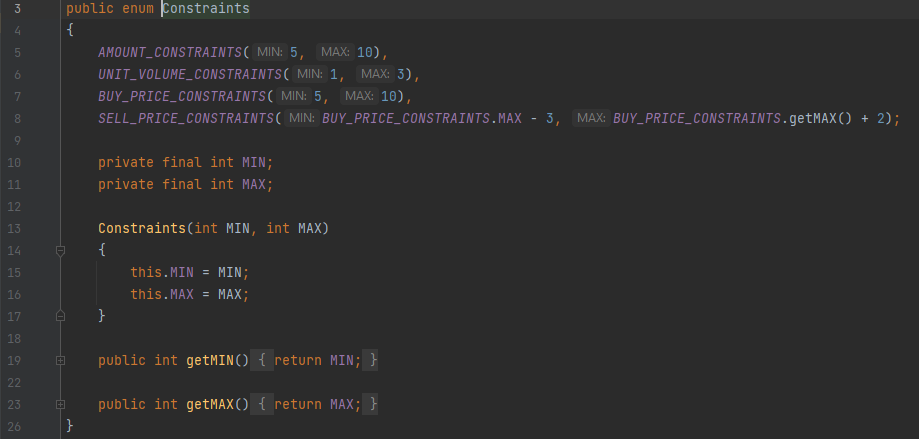 3 public enum Constraints
4 {
5 AMOUNT_CONSTRAINTS( MIN: 5, MAX: 10),
6 UNIT_VOLUME_CONSTRAINTS( MIN: 1, MAX: 3),
7 BUY_PRICE_CONSTRAINTS( MIN: 5, MAX: 10),
8 SELL_PRICE_CONSTRAINTS( MIN: BUY_PRICE_CONSTRAINTS.MAX - 3, MAX: BUY_PRICE_CONSTRAINTS.getMAX() + 2);
9
10 private final int MIN;
11 private final int MAX;
12
13 Constraints(int MIN, int MAX)
14 {
15 this.MIN = MIN;
16 this.MAX = MAX;
17 }
18
19 public int getMIN() { return MIN; }
22
23 public int getMAX() { return MAX; }
26 }